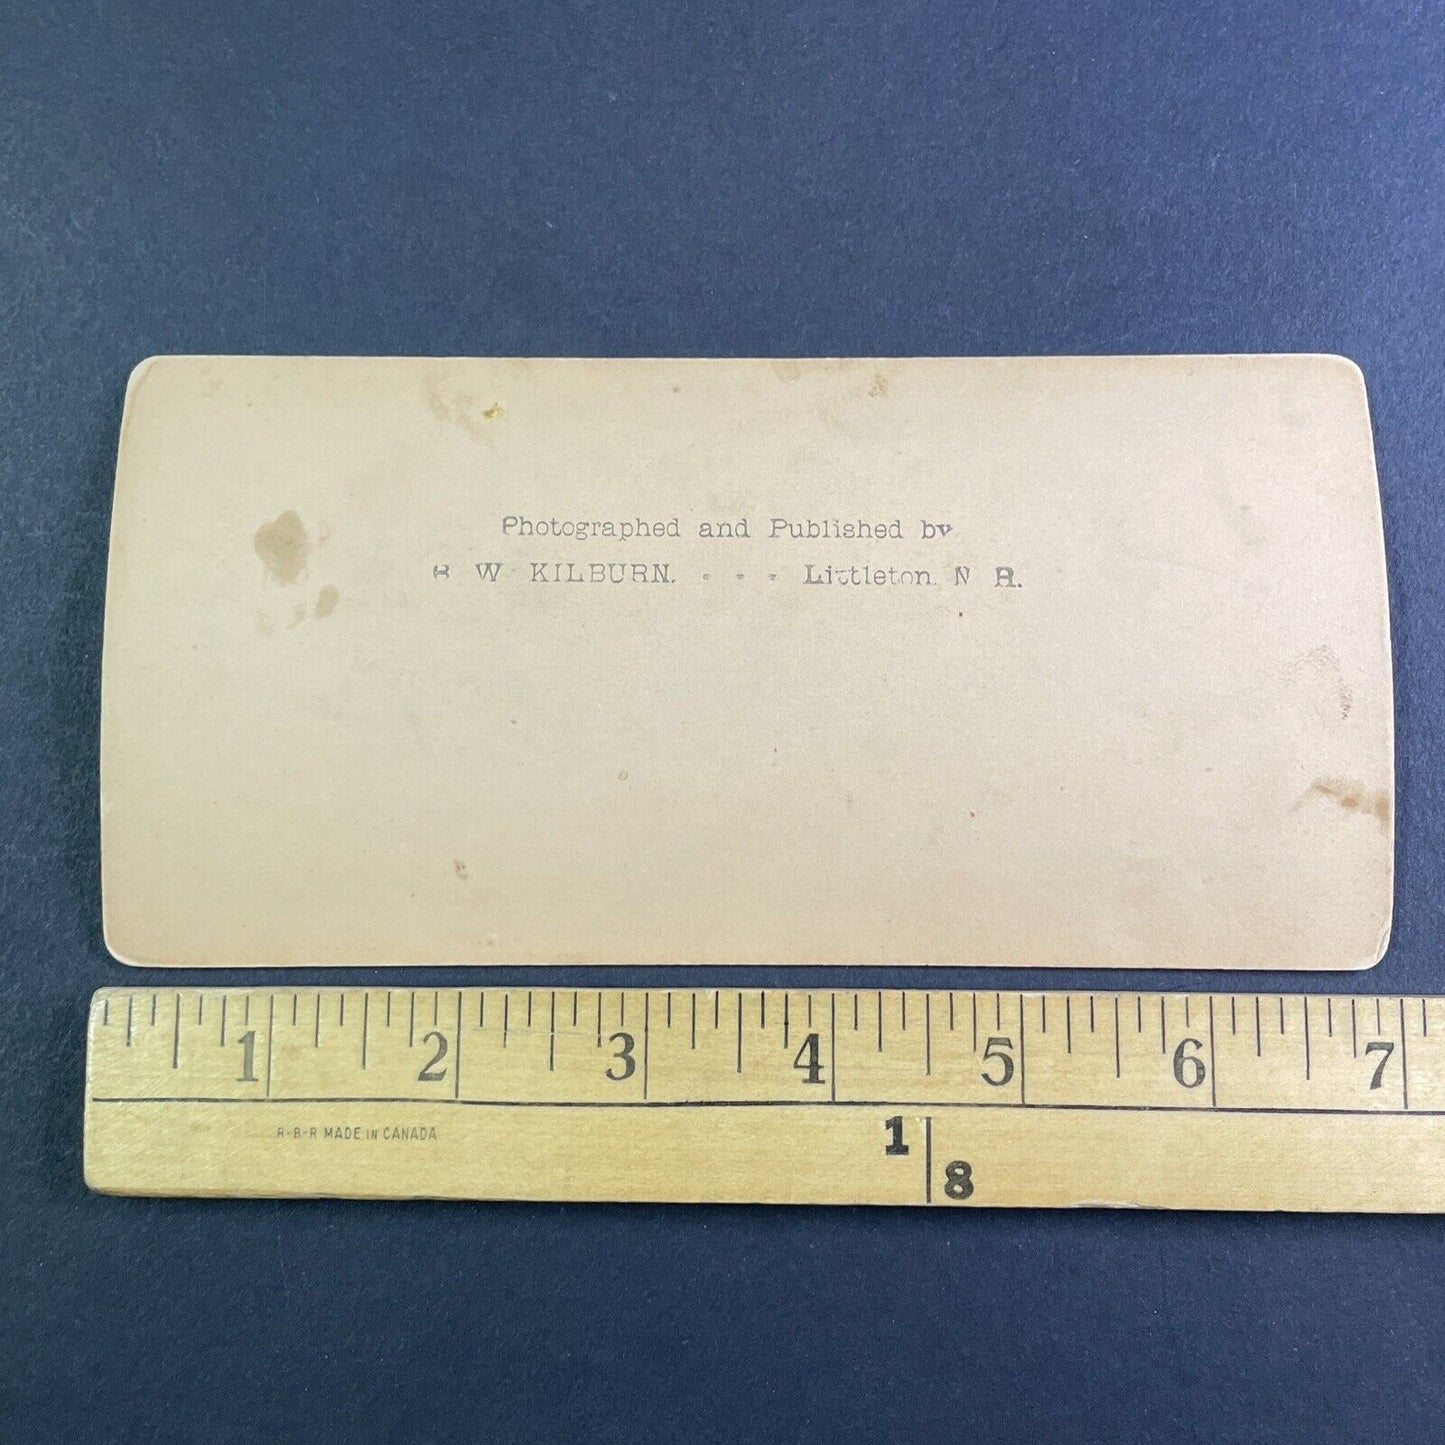 Photographed and Published by
B W KILBURN. - - - Littleton. N H.
1 2 3 4 5 6 7
R-B-R MADE IN CANADA
1
8